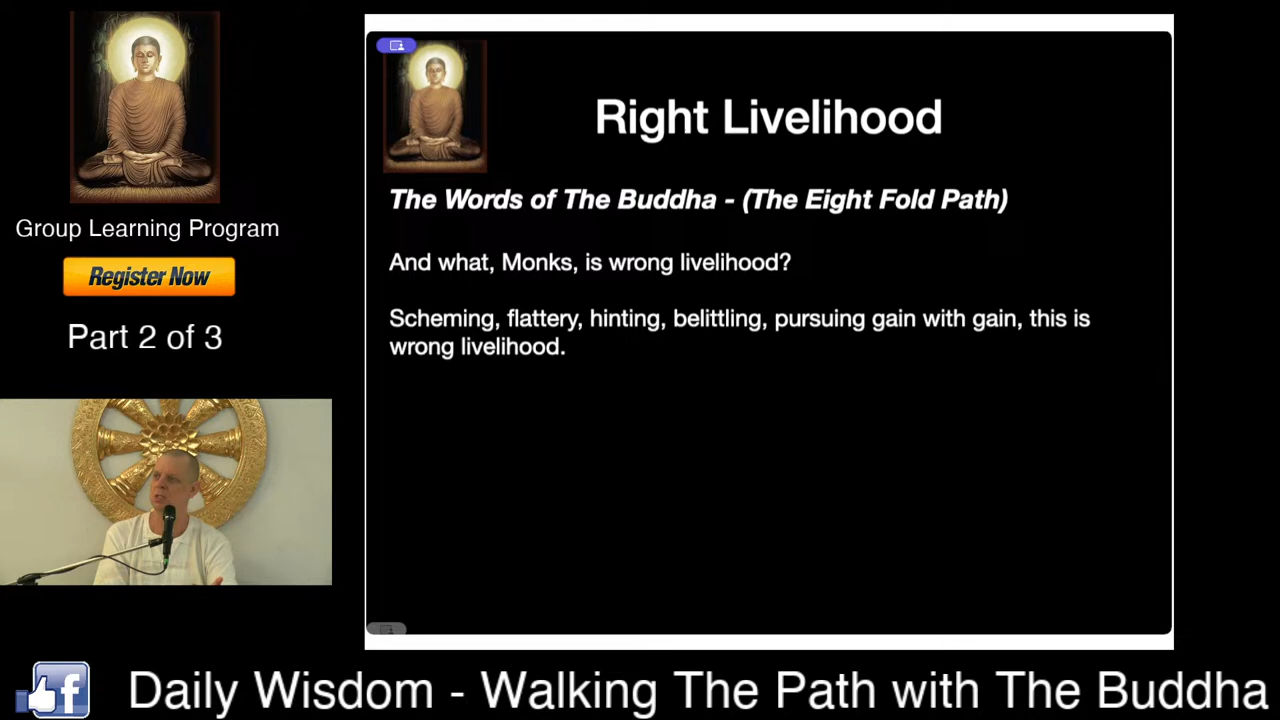 Group Learning Program
Register Now
Part 2 of 3
Right Livelihood
The Words of The Buddha - (The Eight Fold Path)
And what, Monks, is wrong livelihood?
Scheming, flattery, hinting, belittling, pursuing gain with gain, this is
wrong livelihood.
f
Daily Wisdom - Walking The Path with The Buddha